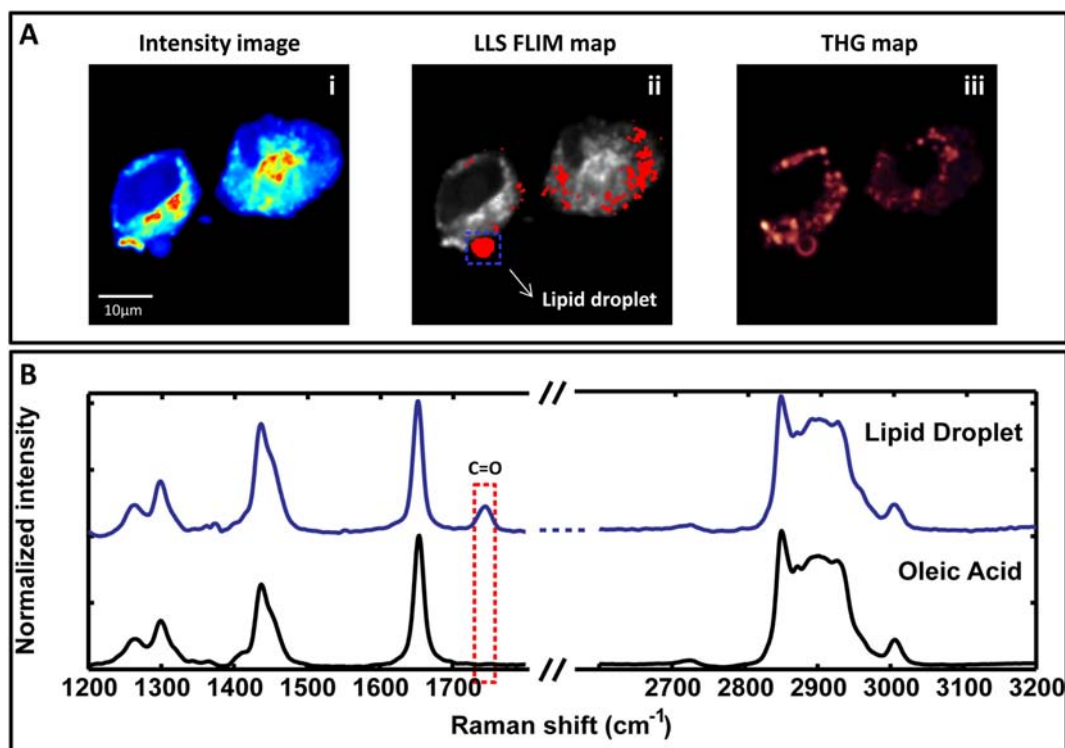 A
Intensity image
LLS FLIM map
THG map
i
ii
iii
10μm
Lipid droplet
B
Normalized intensity
C=O
Lipid Droplet
Oleic Acid
1200 1300 1400 1500 1600 1700 2700 2800 2900 3000 3100 3200
Raman shift (cm⁻¹)